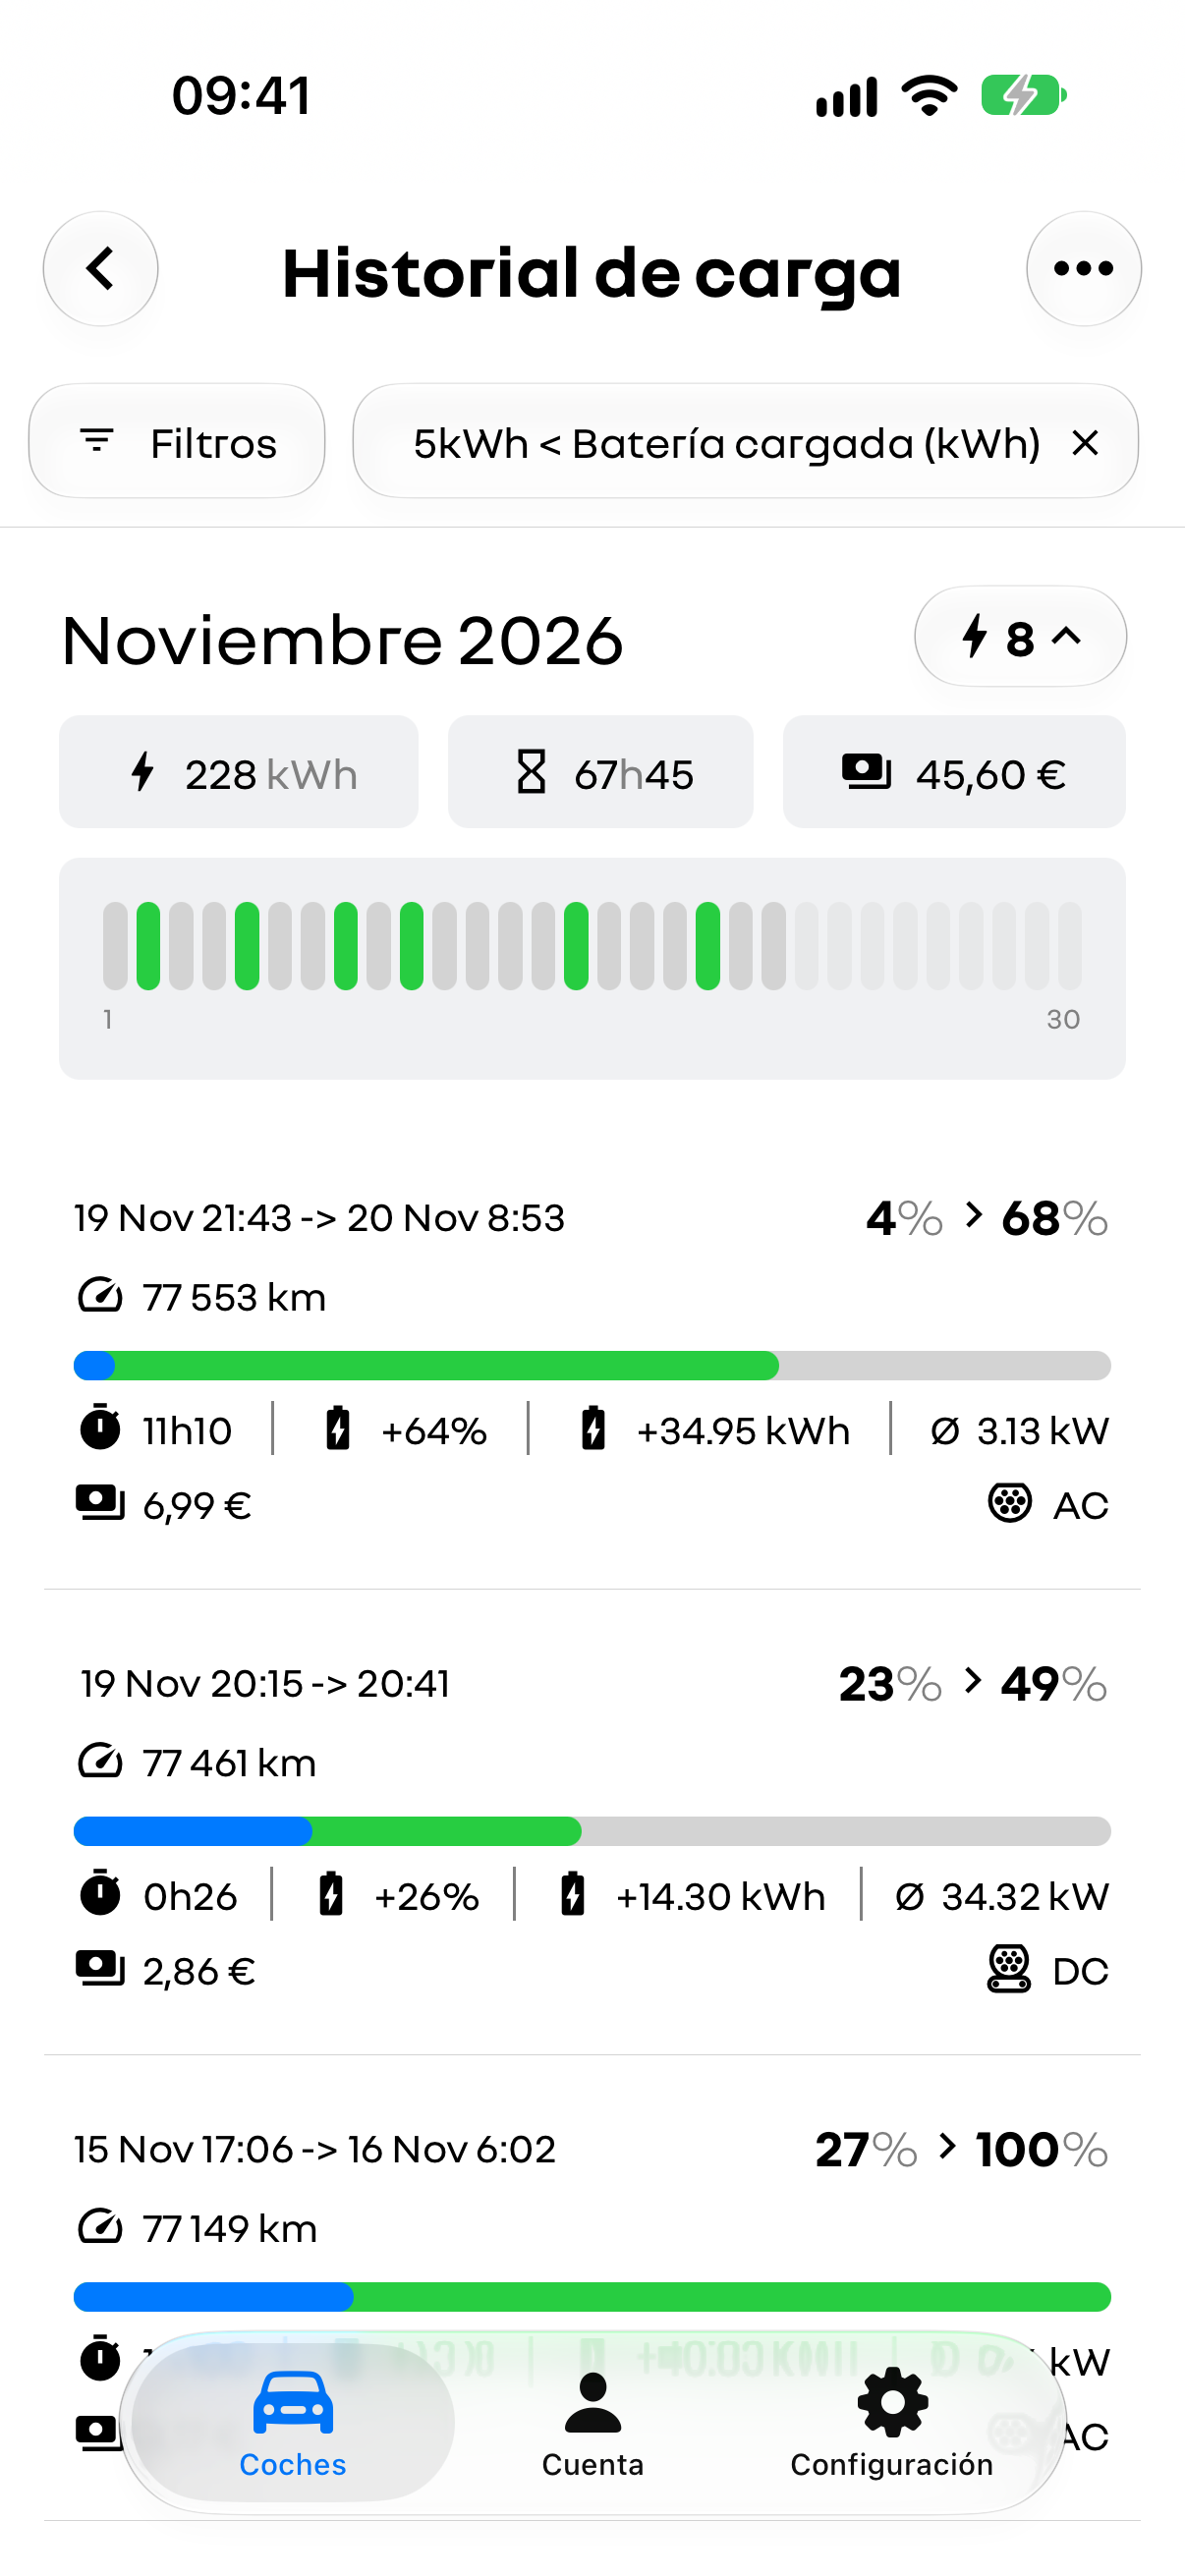 09:41
Historial de carga
Filtros
5kWh < Batería cargada (kWh)
Noviembre 2026
8
228 kWh
67h45
45,60 €
1
30
19 Nov 21:43 -> 20 Nov 8:53
4% > 68%
77 553 km
11h10
+64%
+34.95 kWh
Ø 3.13 kW
6,99 €
AC
19 Nov 20:15 -> 20:41
23% > 49%
77 461 km
0h26
+26%
+14.30 kWh
Ø 34.32 kW
2,86 €
DC
15 Nov 17:06 -> 16 Nov 6:02
27% > 100%
77 149 km
kW
AC
Coches
Cuenta
Configuración